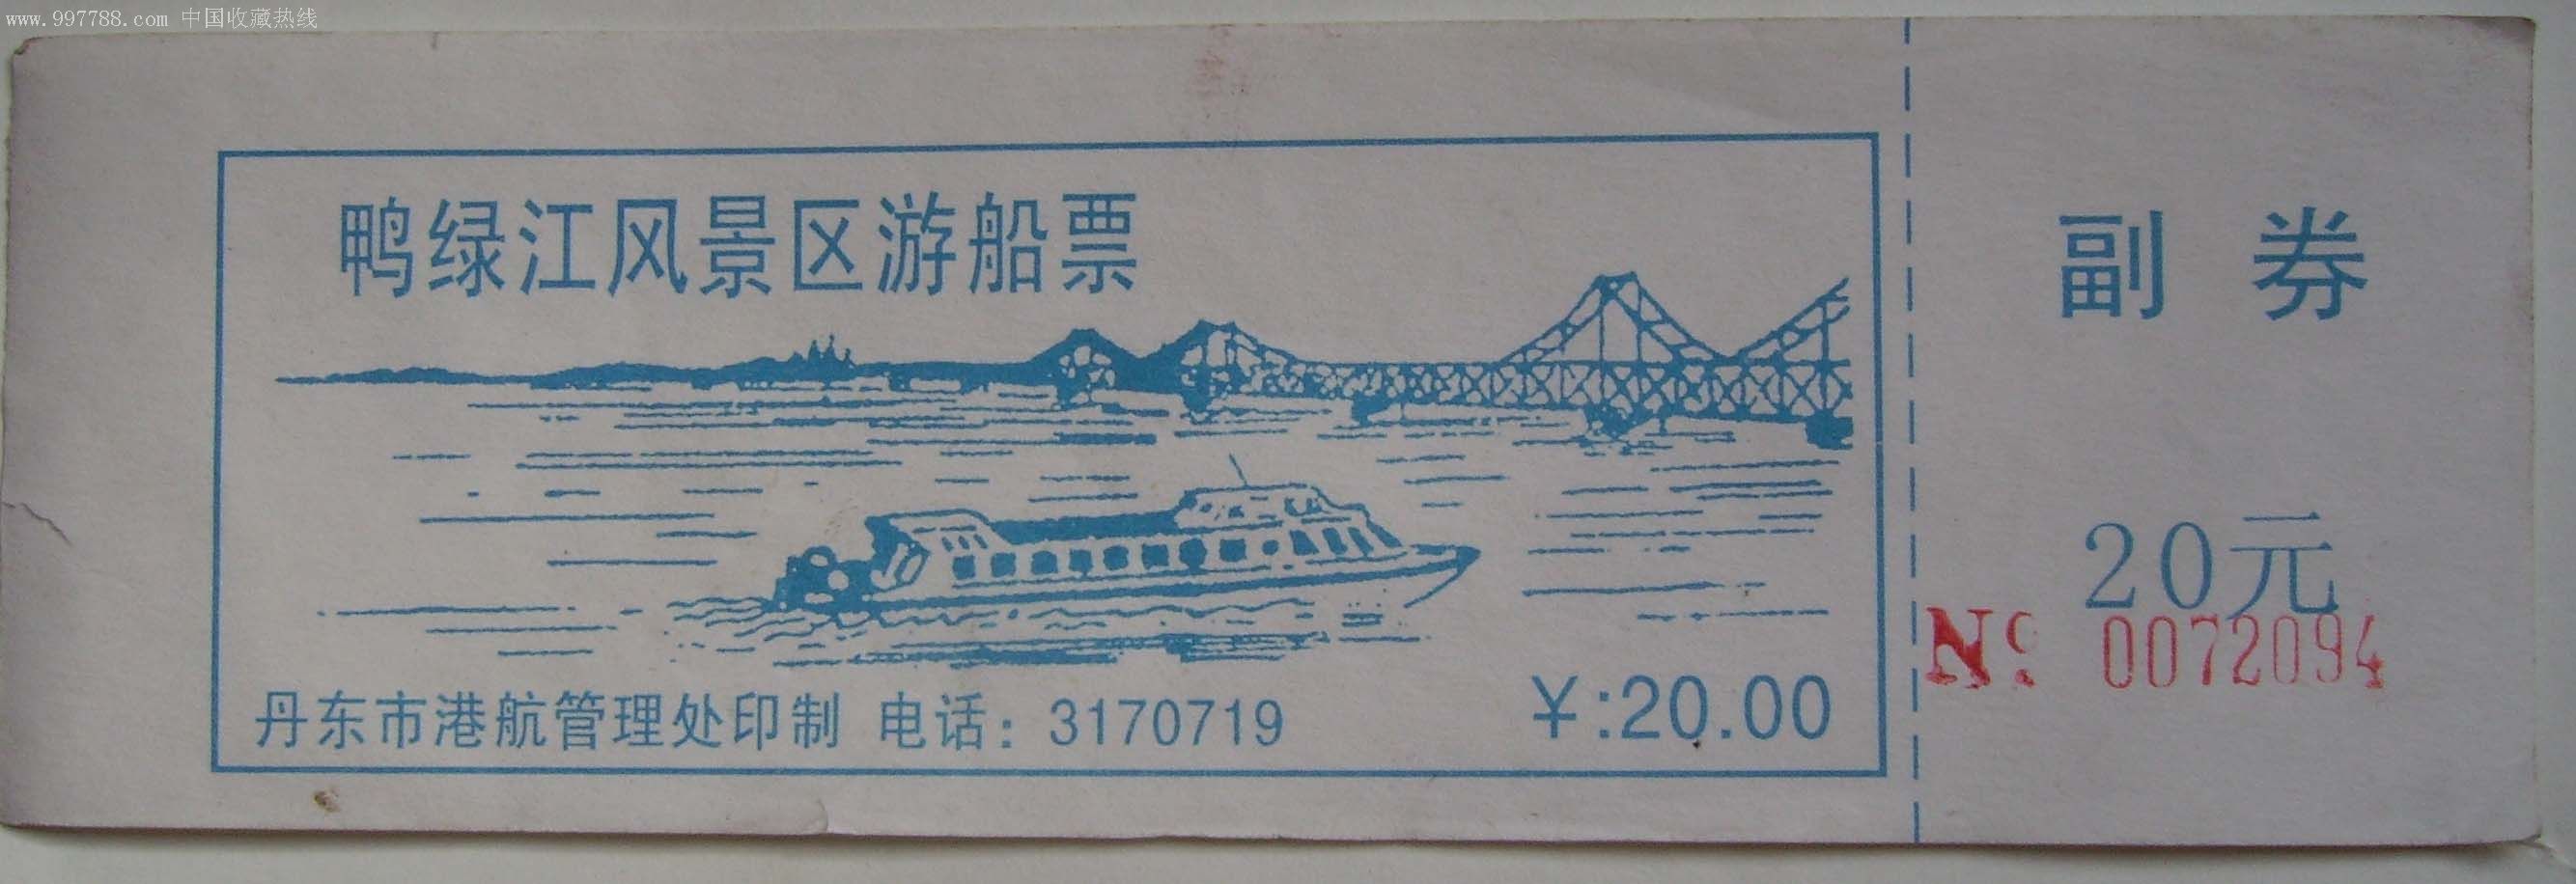 www.997788.com 中国收藏热线
鸭绿江风景区游船票
丹东市港航管理处印制 电话：3170719
￥:20.00
副 券
20元
No 0072094